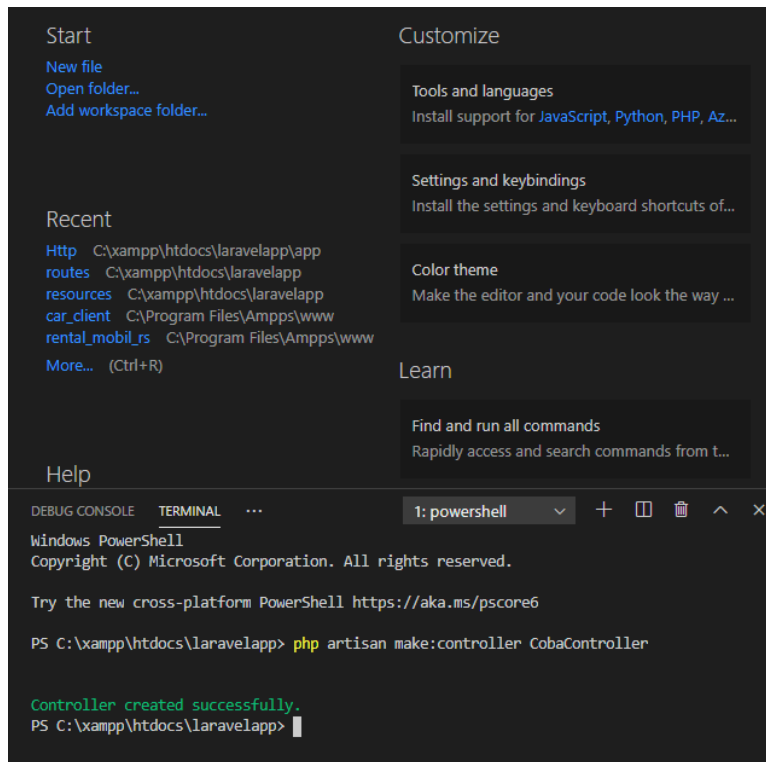 Start
New file
Open folder...
Add workspace folder...
Recent
Http C:\xampp\htdocs\laravelapp\app
routes C:\xampp\htdocs\laravelapp
resources C:\xampp\htdocs\laravelapp
car_client C:\Program Files\Ampps\www
rental_mobil_rs C:\Program Files\Ampps\www
More... (Ctrl+R)
Help
Customize
Tools and languages
Install support for JavaScript, Python, PHP, Az...
Settings and keybindings
Install the settings and keyboard shortcuts of...
Color theme
Make the editor and your code look the way ...
Learn
Find and run all commands
Rapidly access and search commands from t...
DEBUG CONSOLE TERMINAL ... 1: powershell
Windows PowerShell
Copyright (C) Microsoft Corporation. All rights reserved.
Try the new cross-platform PowerShell https://aka.ms/pscore6
PS C:\xampp\htdocs\laravelapp> php artisan make:controller CobaController
Controller created successfully.
PS C:\xampp\htdocs\laravelapp>